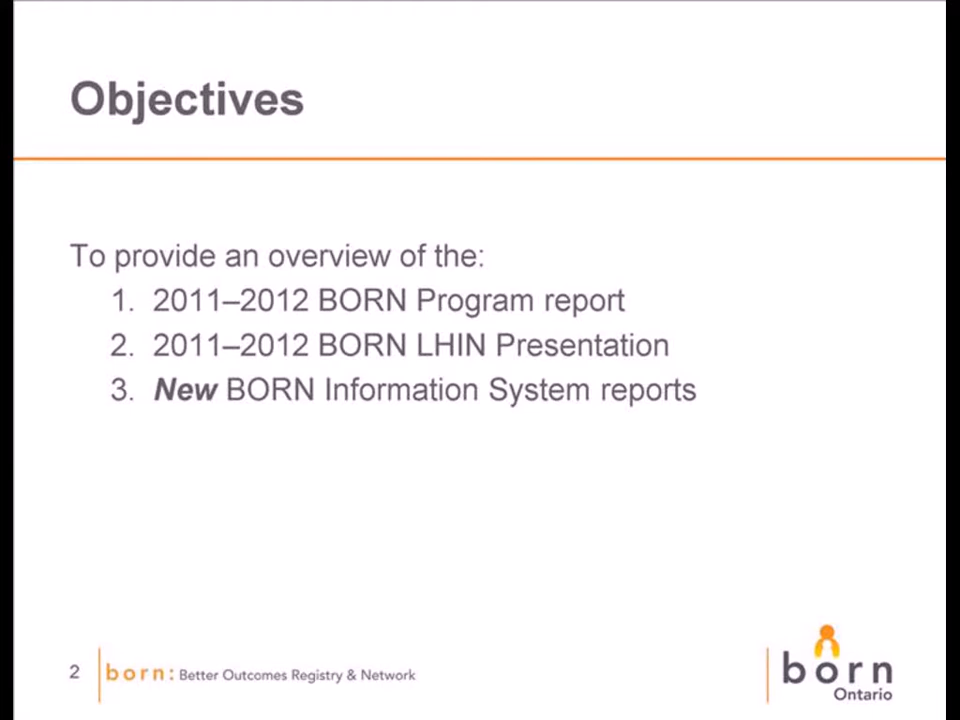 Objectives
To provide an overview of the:
1. 2011–2012 BORN Program report
2. 2011–2012 BORN LHIN Presentation
3. New BORN Information System reports
2
born: Better Outcomes Registry & Network
born
Ontario